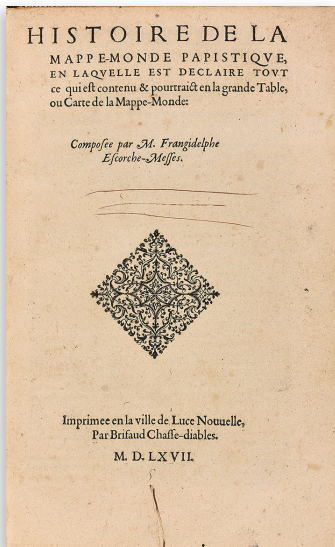 HISTOIRE DE LA
MAPPE-MONDE PAPISTIQVE,
EN LAQVELLE EST DECLAIRE TOVT
ce qui eſt contenu & pourtraict en la grande Table,
ou Carte de la Mappe-Monde:
Compoſee par M. Frangidelphe
Eſcorche-Meſſes.
Imprimee en la ville de Luce Nouuelle,
Par Brifaud Chaſſe-diables.
M. D. LXVII.